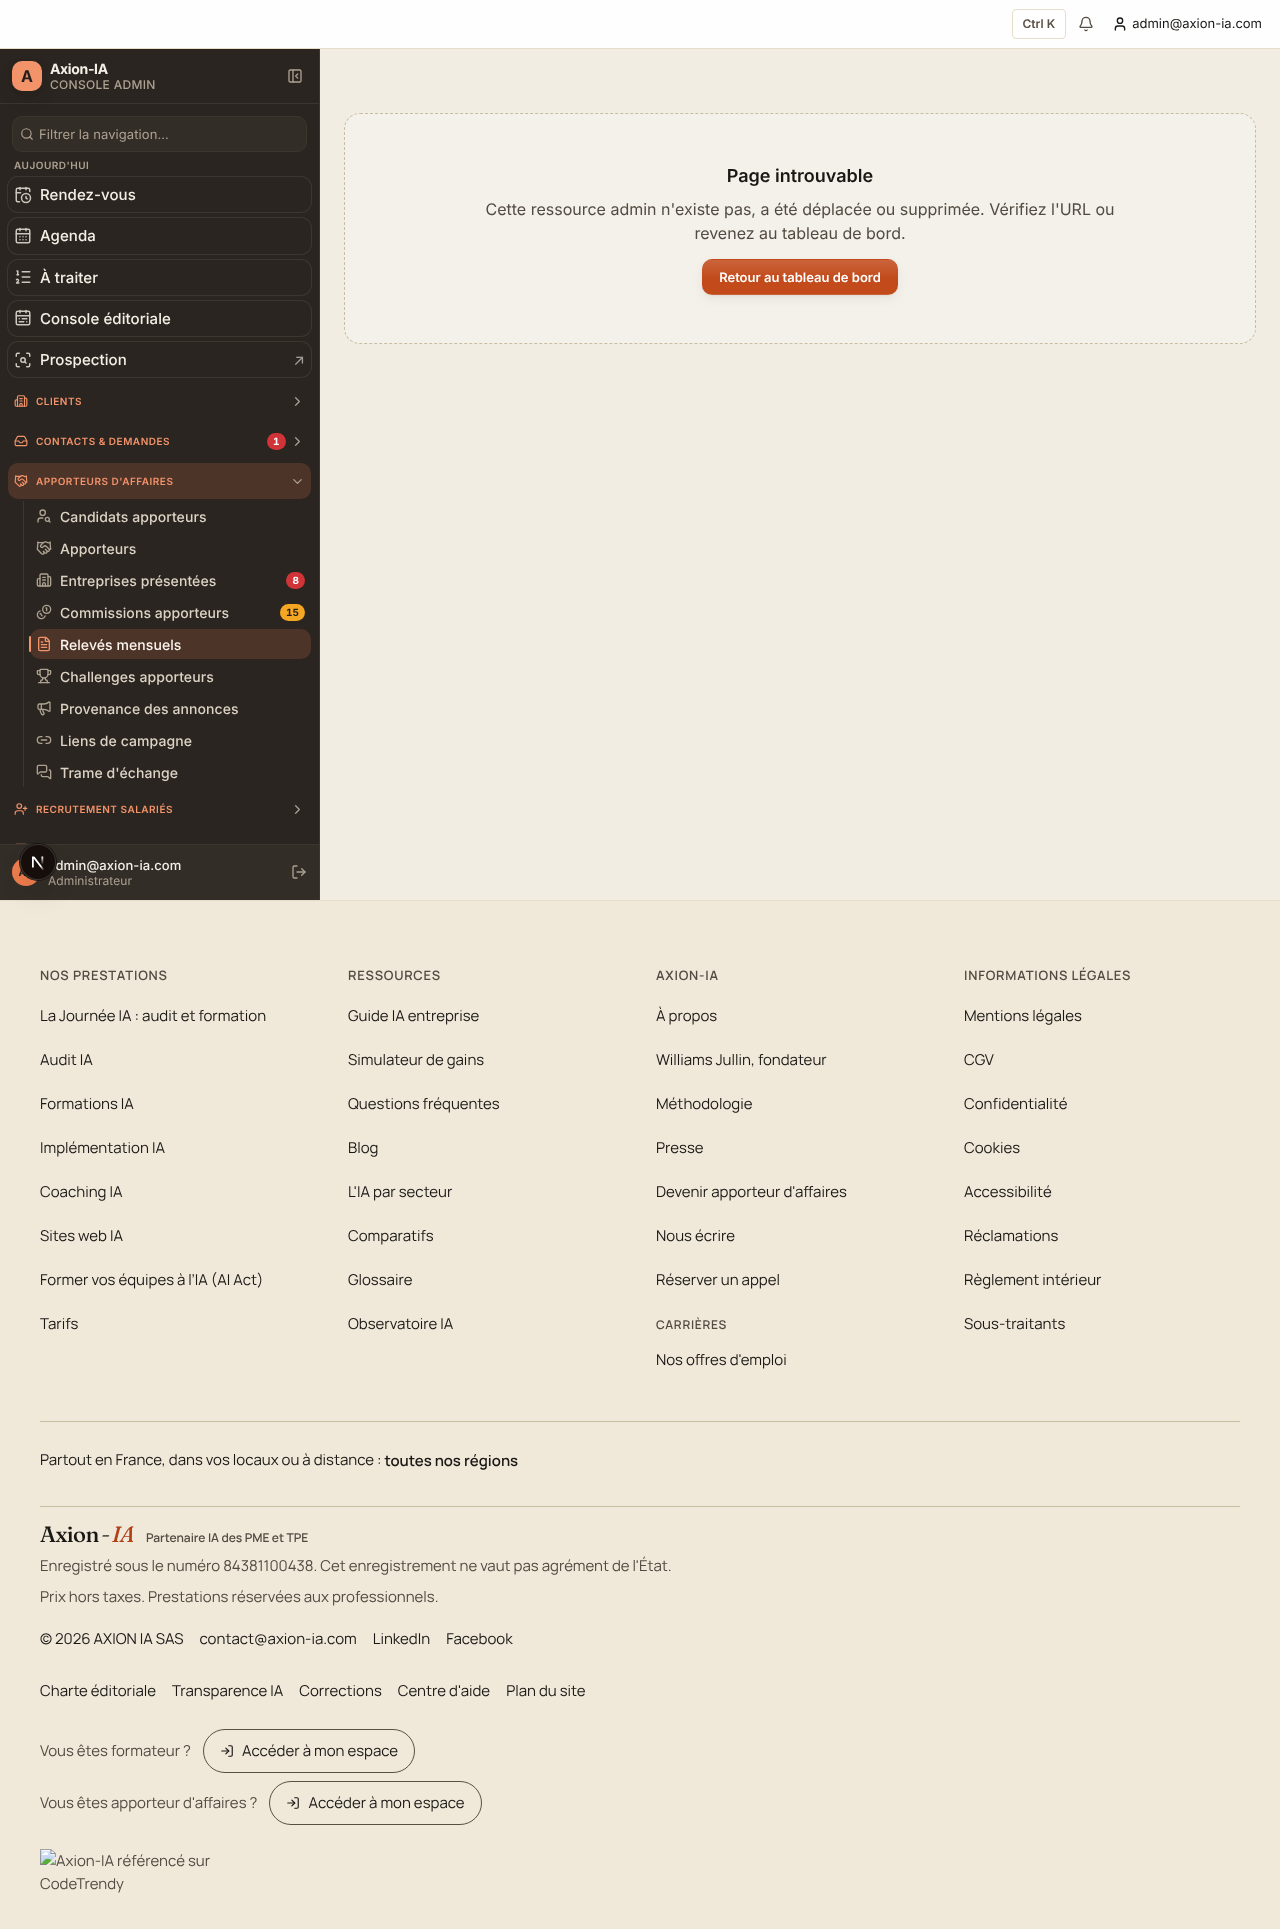 Ctrl K
admin@axion-ia.com
A
Axion-IA
CONSOLE ADMIN
Filtrer la navigation...
AUJOURD'HUI
Rendez-vous
Agenda
À traiter
Console éditoriale
Prospection
CLIENTS
CONTACTS & DEMANDES
1
APPORTEURS D'AFFAIRES
Candidats apporteurs
Apporteurs
Entreprises présentées
8
Commissions apporteurs
15
Relevés mensuels
Challenges apporteurs
Provenance des annonces
Liens de campagne
Trame d'échange
RECRUTEMENT SALARIÉS
N
admin@axion-ia.com
Administrateur
Page introuvable
Cette ressource admin n'existe pas, a été déplacée ou supprimée. Vérifiez l'URL ou
revenez au tableau de bord.
Retour au tableau de bord
NOS PRESTATIONS
La Journée IA : audit et formation
Audit IA
Formations IA
Implémentation IA
Coaching IA
Sites web IA
Former vos équipes à l'IA (AI Act)
Tarifs
RESSOURCES
Guide IA entreprise
Simulateur de gains
Questions fréquentes
Blog
L'IA par secteur
Comparatifs
Glossaire
Observatoire IA
AXION-IA
À propos
Williams Jullin, fondateur
Méthodologie
Presse
Devenir apporteur d'affaires
Nous écrire
Réserver un appel
CARRIÈRES
Nos offres d'emploi
INFORMATIONS LÉGALES
Mentions légales
CGV
Confidentialité
Cookies
Accessibilité
Réclamations
Règlement intérieur
Sous-traitants
Partout en France, dans vos locaux ou à distance : toutes nos régions
Axion-IA Partenaire IA des PME et TPE
Enregistré sous le numéro 84381100438. Cet enregistrement ne vaut pas agrément de l'État.
Prix hors taxes. Prestations réservées aux professionnels.
© 2026 AXION IA SAS contact@axion-ia.com LinkedIn Facebook
Charte éditoriale Transparence IA Corrections Centre d'aide Plan du site
Vous êtes formateur ? Accéder à mon espace
Vous êtes apporteur d'affaires ? Accéder à mon espace
Axion-IA référencé sur
CodeTrendy